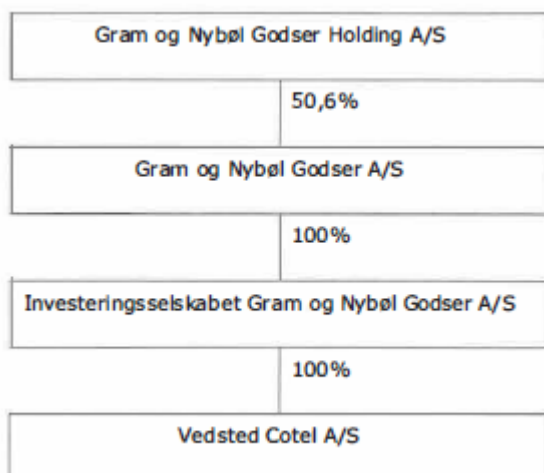 Gram og Nybøl Godser Holding A/S
50,6%
Gram og Nybøl Godser A/S
100%
Investeringsselskabet Gram og Nybøl Godser A/S
100%
Vedsted Cotel A/S